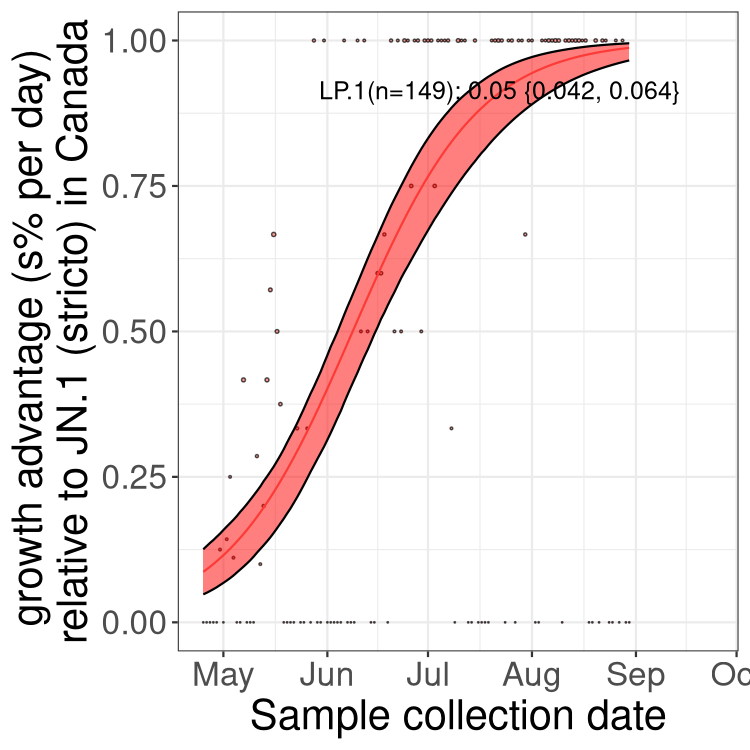 growth advantage (s% per day)
relative to JN.1 (stricto) in Canada
1.00
0.75
0.50
0.25
0.00
LP.1(n=149): 0.05 {0.042, 0.064}
May Jun Jul Aug Sep Oc
Sample collection date